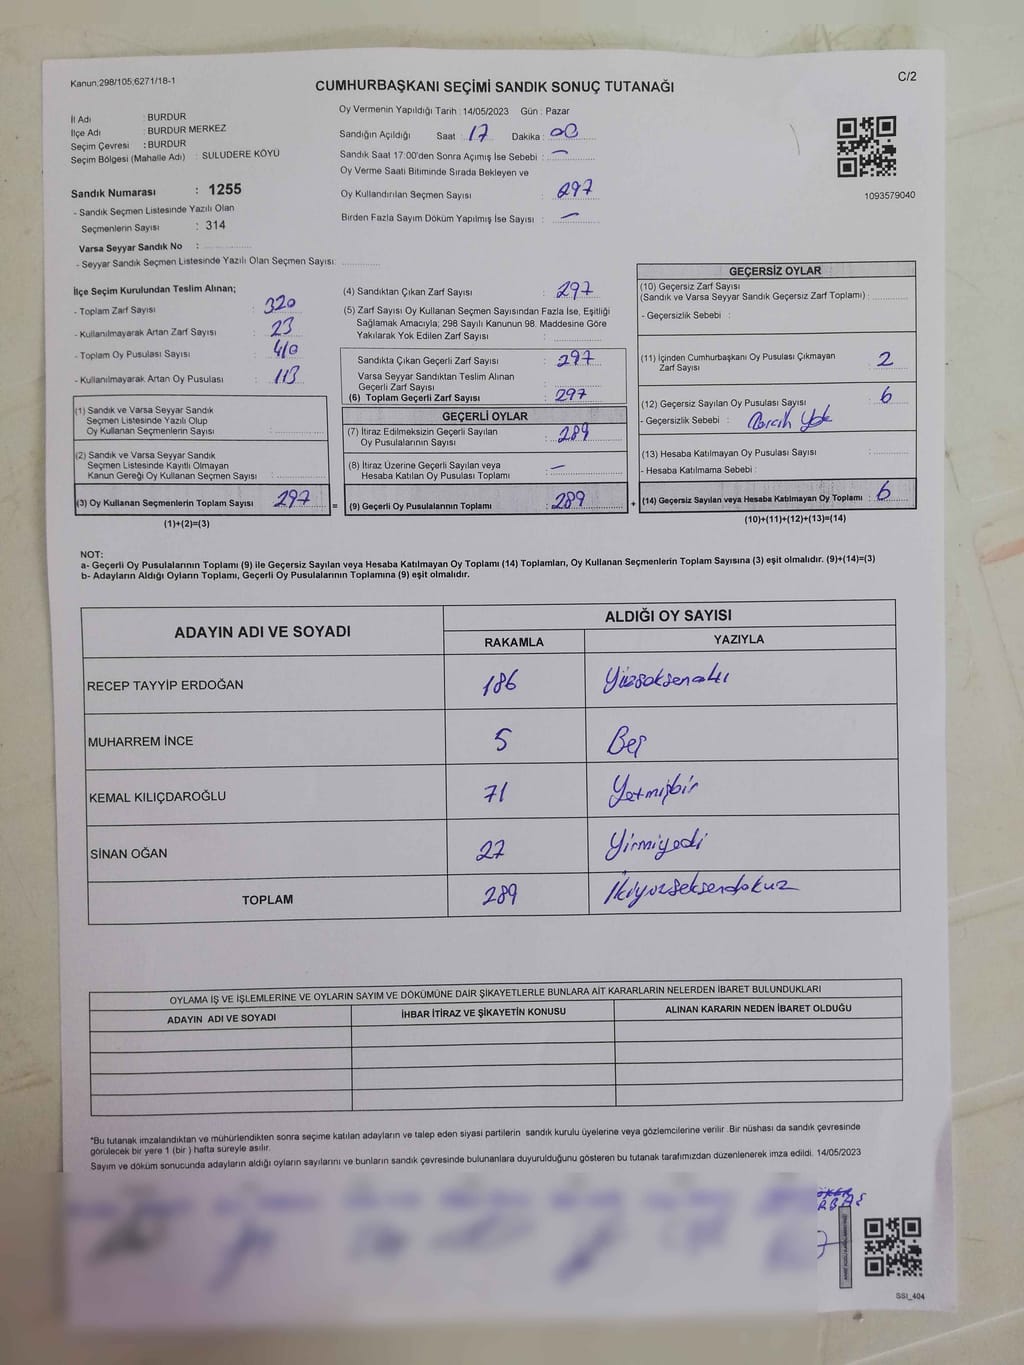 Kanun:298/105,6271/18-1
C/2
CUMHURBAŞKANI SEÇİMİ SANDIK SONUÇ TUTANAĞI
İl Adı : BURDUR
İlçe Adı : BURDUR MERKEZ
Seçim Çevresi : BURDUR
Seçim Bölgesi (Mahalle Adı) : SULUDERE KÖYÜ
Sandık Numarası : 1255
- Sandık Seçmen Listesinde Yazılı Olan
Seçmenlerin Sayısı : 314
Varsa Seyyar Sandık No :
- Seyyar Sandık Seçmen Listesinde Yazılı Olan Seçmen Sayısı:
Oy Vermenin Yapıldığı Tarih : 14/05/2023 Gün : Pazar
Sandığın Açıldığı Saat : 17 Dakika : 00
Sandık Saat 17:00'den Sonra Açımış İse Sebebi : —
Oy Verme Saati Bitiminde Sırada Bekleyen ve
Oy Kullandırılan Seçmen Sayısı : 297
Birden Fazla Sayım Döküm Yapılmış İse Sayısı : —
1093579040
İlçe Seçim Kurulundan Teslim Alınan;
- Toplam Zarf Sayısı : 320
- Kullanılmayarak Artan Zarf Sayısı : 23
- Toplam Oy Pusulası Sayısı : 410
- Kullanılmayarak Artan Oy Pusulası : 113
(1) Sandık ve Varsa Seyyar Sandık
Seçmen Listesinde Yazılı Olup
Oy Kullanan Seçmenlerin Sayısı :
(2) Sandık ve Varsa Seyyar Sandık
Seçmen Listesinde Kayıtlı Olmayan
Kanun Gereği Oy Kullanan Seçmen Sayısı :
(3) Oy Kullanan Seçmenlerin Toplam Sayısı : 297 =
(1)+(2)=(3)
(4) Sandıktan Çıkan Zarf Sayısı : 297
(5) Zarf Sayısı Oy Kullanan Seçmen Sayısından Fazla İse, Eşitliği
Sağlamak Amacıyla; 298 Sayılı Kanunun 98. Maddesine Göre
Yakılarak Yok Edilen Zarf Sayısı :
Sandıkta Çıkan Geçerli Zarf Sayısı : 297
Varsa Seyyar Sandıktan Teslim Alınan
Geçerli Zarf Sayısı :
(6) Toplam Geçerli Zarf Sayısı : 297
GEÇERLİ OYLAR
(7) İtiraz Edilmeksizin Geçerli Sayılan
Oy Pusulalarının Sayısı : 289
(8) İtiraz Üzerine Geçerli Sayılan veya
Hesaba Katılan Oy Pusulası Toplamı : —
(9) Geçerli Oy Pusulalarının Toplamı : 289 +
GEÇERSİZ OYLAR
(10) Geçersiz Zarf Sayısı
(Sandık ve Varsa Seyyar Sandık Geçersiz Zarf Toplamı) :
- Geçersizlik Sebebi :
(11) İçinden Cumhurbaşkanı Oy Pusulası Çıkmayan
Zarf Sayısı : 2
(12) Geçersiz Sayılan Oy Pusulası Sayısı : 6
- Geçersizlik Sebebi : Yok
(13) Hesaba Katılmayan Oy Pusulası Sayısı :
- Hesaba Katılmama Sebebi :
(14) Geçersiz Sayılan veya Hesaba Katılmayan Oy Toplamı : 6
(10)+(11)+(12)+(13)=(14)
NOT:
a- Geçerli Oy Pusulalarının Toplamı (9) ile Geçersiz Sayılan veya Hesaba Katılmayan Oy Toplamı (14) Toplamları, Oy Kullanan Seçmenlerin Toplam Sayısına (3) eşit olmalıdır. (9)+(14)=(3)
b- Adayların Aldığı Oyların Toplamı, Geçerli Oy Pusulalarının Toplamına (9) eşit olmalıdır.
ADAYIN ADI VE SOYADI
ALDIĞI OY SAYISI
RAKAMLA YAZIYLA
RECEP TAYYİP ERDOĞAN 186 Yüzseksenaltı
MUHARREM İNCE 5 Beş
KEMAL KILIÇDAROĞLU 71 Yetmişbir
SİNAN OĞAN 27 Yirmiyedi
TOPLAM 289 İkiyüzseksendokuz
OYLAMA İŞ VE İŞLEMLERİNE VE OYLARIN SAYIM VE DÖKÜMÜNE DAİR ŞİKAYETLERLE BUNLARA AİT KARARLARIN NELERDEN İBARET BULUNDUKLARI
ADAYIN ADI VE SOYADI İHBAR İTİRAZ VE ŞİKAYETİN KONUSU ALINAN KARARIN NEDEN İBARET OLDUĞU
*Bu tutanak imzalandıktan ve mühürlendikten sonra seçime katılan adayların ve talep eden siyasi partilerin sandık kurulu üyelerine veya gözlemcilerine verilir. Bir nüshası da sandık çevresinde
görülecek bir yere 1 (bir) hafta süreyle asılır.
Sayım ve döküm sonucunda adayların aldığı oyların sayılarını ve bunların sandık çevresinde bulunanlara duyurulduğunu gösteren bu tutanak tarafımızdan düzenlenerek imza edildi. 14/05/2023
SSI_404